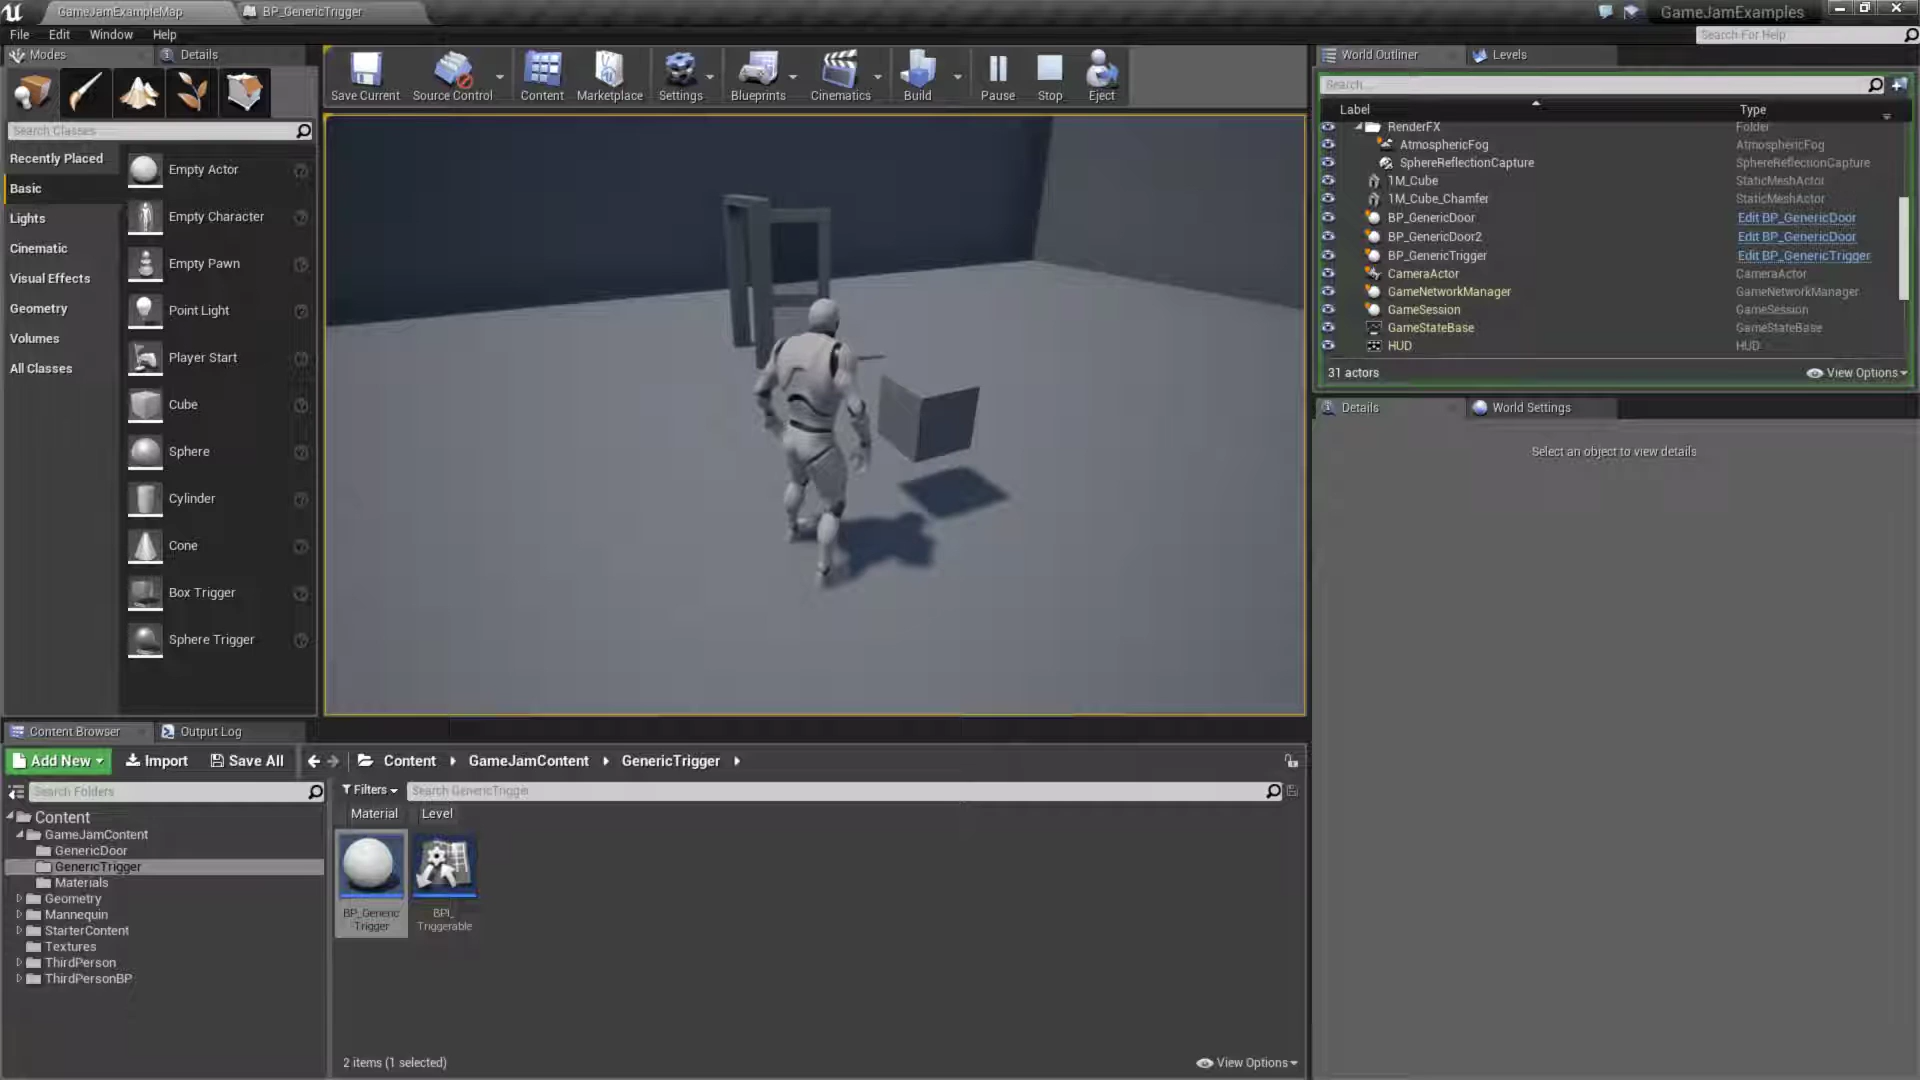 GameJamExampleMap
BP_GenericTrigger
GameJamExamples
File Edit Window Help
Search For Help
Modes
Details
Save Current
Source Control
Content
Marketplace
Settings
Blueprints
Cinematics
Build
Pause
Stop
Eject
Search Classes
Recently Placed
Basic
Lights
Cinematic
Visual Effects
Geometry
Volumes
All Classes
Empty Actor
Empty Character
Empty Pawn
Point Light
Player Start
Cube
Sphere
Cylinder
Cone
Box Trigger
Sphere Trigger
World Outliner
Levels
Search...
Label Type
RenderFX Folder
AtmosphericFog AtmosphericFog
SphereReflectionCapture SphereReflectionCapture
1M_Cube StaticMeshActor
1M_Cube_Chamfer StaticMeshActor
BP_GenericDoor Edit BP_GenericDoor
BP_GenericDoor2 Edit BP_GenericDoor
BP_GenericTrigger Edit BP_GenericTrigger
CameraActor CameraActor
GameNetworkManager GameNetworkManager
GameSession GameSession
GameStateBase GameStateBase
HUD HUD
31 actors
View Options
Details
World Settings
Select an object to view details
Content Browser
Output Log
Add New Import Save All
Content GameJamContent GenericTrigger
Search Folders
Filters
Search GenericTrigger
Material Level
Content
GameJamContent
GenericDoor
GenericTrigger
Materials
Geometry
Mannequin
StarterContent
Textures
ThirdPerson
ThirdPersonBP
BP_Generic
Trigger
BPI_
Triggerable
2 items (1 selected)
View Options